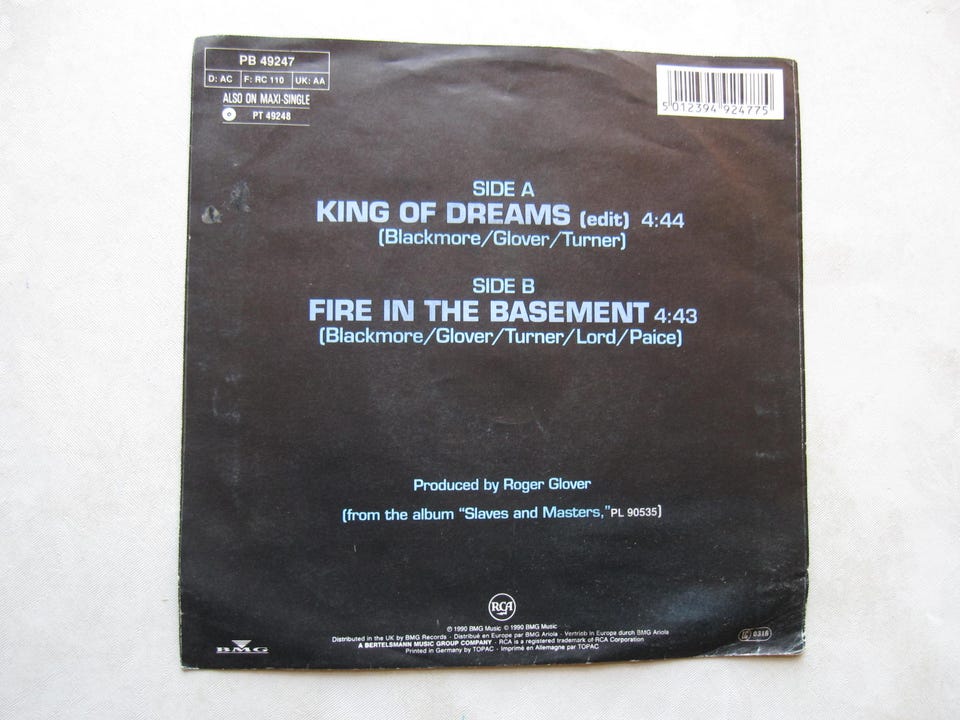 PB 49247
D: AC F: RC 110 UK: AA
ALSO ON MAXI-SINGLE
PT 49248
5 012394 924775
SIDE A
KING OF DREAMS (edit) 4:44
(Blackmore/Glover/Turner)
SIDE B
FIRE IN THE BASEMENT 4:43
(Blackmore/Glover/Turner/Lord/Paice)
Produced by Roger Glover
(from the album “Slaves and Masters,” PL 90535)
RCA
℗ 1990 BMG Music © 1990 BMG Music
Distributed in the UK by BMG Records · Distribué en Europe par BMG Ariola · Vertrieb in Europa durch BMG Ariola
A BERTELSMANN MUSIC GROUP COMPANY · RCA is a registered trademark of RCA Corporation
Printed in Germany by TOPAC · Imprimé en Allemagne par TOPAC
BMG
LC 0316